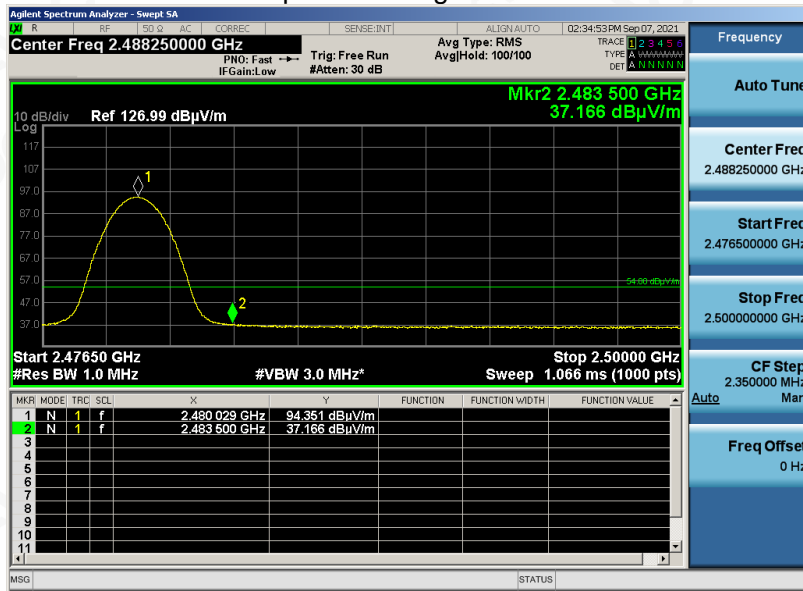 Agilent Spectrum Analyzer - Swept SA
LXI R RF 50 Ω AC CORREC SENSE:INT ALIGN AUTO 02:34:53 PM Sep 07, 2021
Center Freq 2.488250000 GHz
PNO: Fast
IFGain:Low
Trig: Free Run
#Atten: 30 dB
Avg Type: RMS
Avg|Hold: 100/100
TRACE 1 2 3 4 5 6
TYPE A WWWWW
DET A N N N N N
Mkr2 2.483 500 GHz
37.166 dBµV/m
10 dB/div Ref 126.99 dBµV/m
Log
117
107
97.0
87.0
77.0
67.0
57.0
47.0
37.0
1
2
54.00 dBµV/m
Start 2.47650 GHz Stop 2.50000 GHz
#Res BW 1.0 MHz #VBW 3.0 MHz* Sweep 1.066 ms (1000 pts)
MKR MODE TRC SCL X Y FUNCTION FUNCTION WIDTH FUNCTION VALUE
1 N 1 f 2.480 029 GHz 94.351 dBµV/m
2 N 1 f 2.483 500 GHz 37.166 dBµV/m
3
4
5
6
7
8
9
10
11
MSG STATUS
Frequency
Auto Tune
Center Freq
2.488250000 GHz
Start Freq
2.476500000 GHz
Stop Freq
2.500000000 GHz
CF Step
2.350000 MHz
Auto Man
Freq Offset
0 Hz